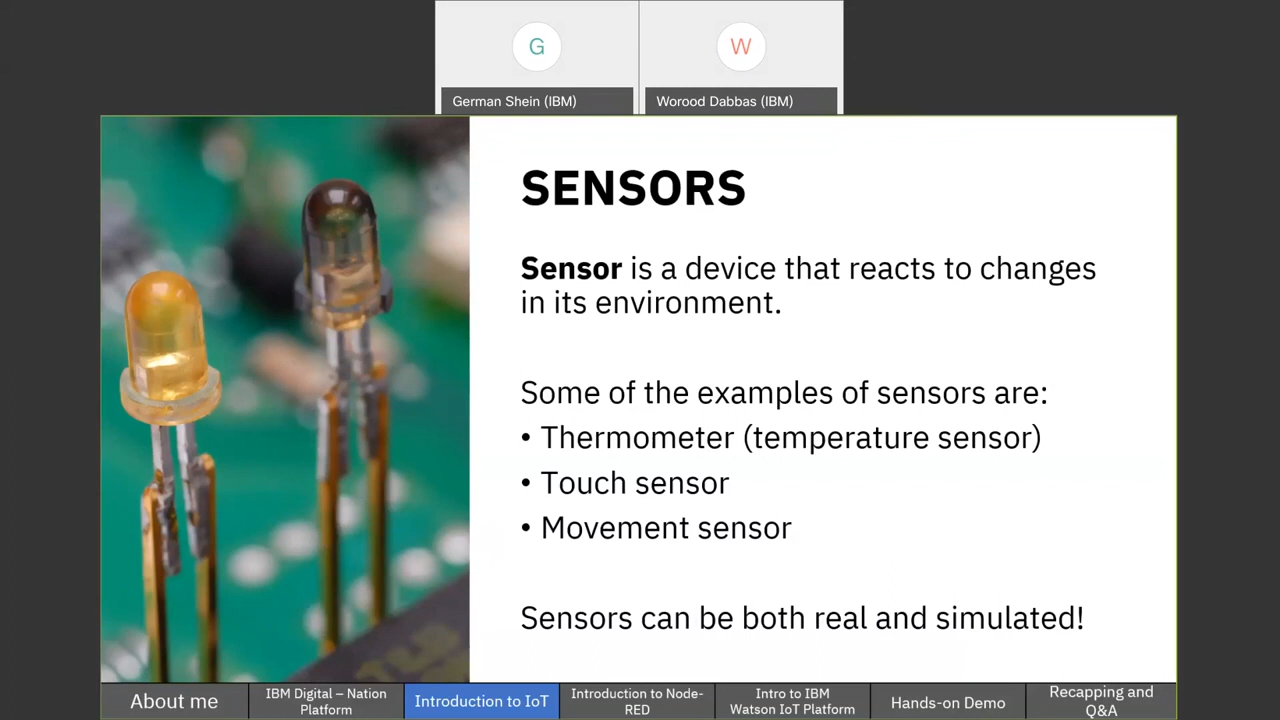 G
W
German Shein (IBM)
Worood Dabbas (IBM)
SENSORS
Sensor is a device that reacts to changes
in its environment.
Some of the examples of sensors are:
• Thermometer (temperature sensor)
• Touch sensor
• Movement sensor
Sensors can be both real and simulated!
About me
IBM Digital – Nation
Platform
Introduction to IoT
Introduction to Node-
RED
Intro to IBM
Watson IoT Platform
Hands-on Demo
Recapping and
Q&A